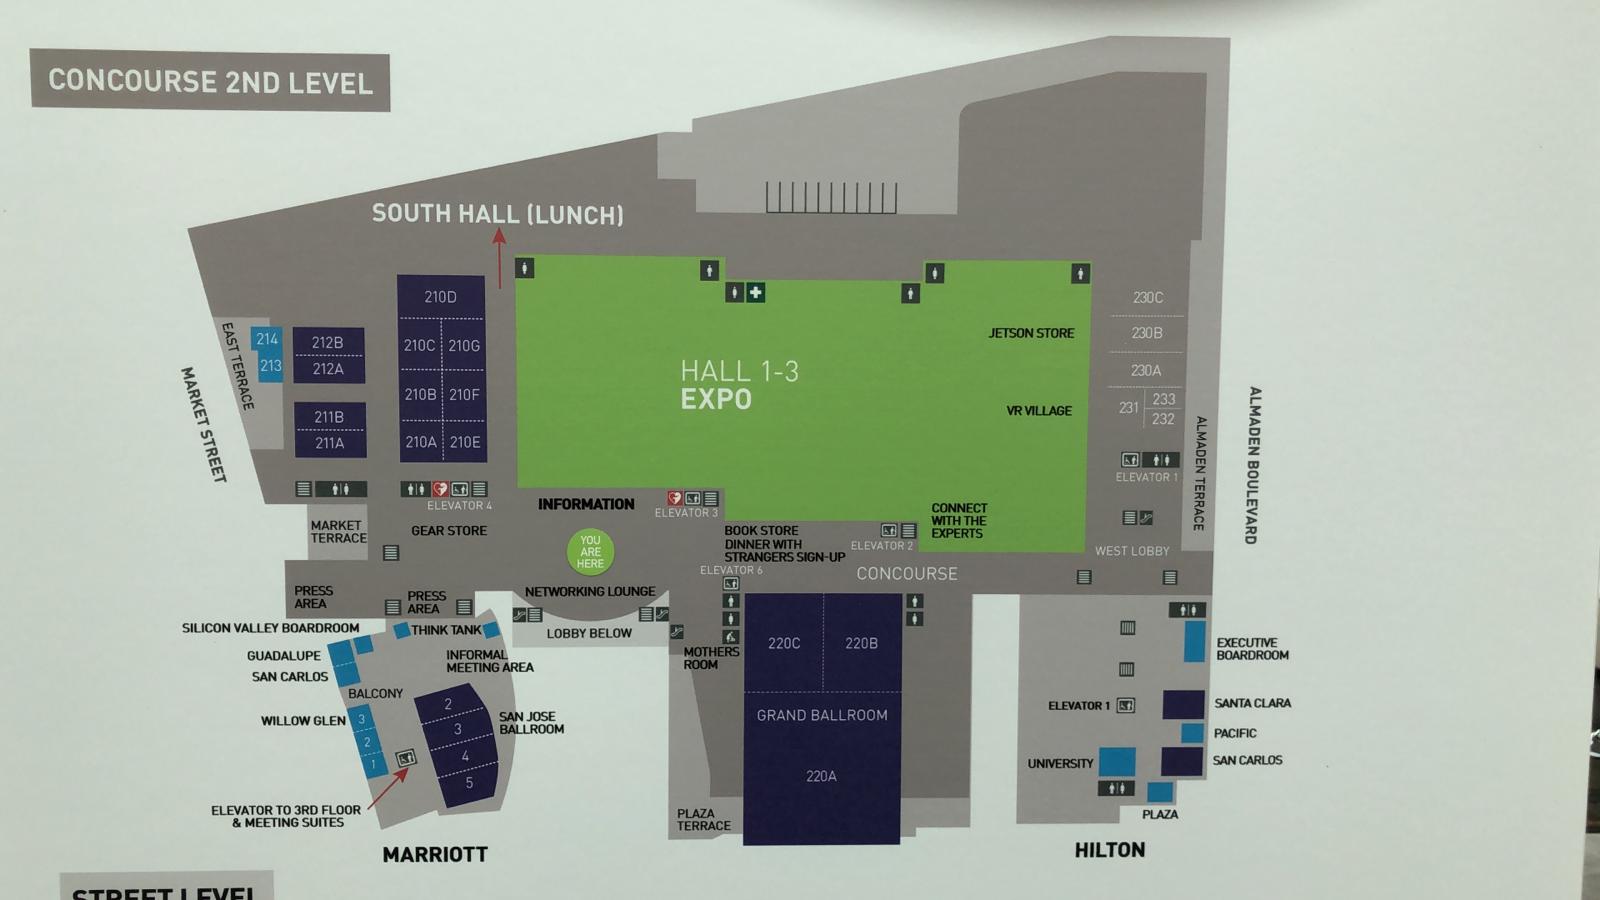 CONCOURSE 2ND LEVEL
SOUTH HALL (LUNCH)
210D
210C
210G
210B
210F
210A
210E
212B
212A
211B
211A
214
213
EAST TERRACE
MARKET STREET
HALL 1-3
EXPO
JETSON STORE
VR VILLAGE
230C
230B
230A
231
233
232
ELEVATOR 1
ALMADEN TERRACE
ALMADEN BOULEVARD
ELEVATOR 4
INFORMATION
ELEVATOR 3
CONNECT
WITH THE
EXPERTS
MARKET
TERRACE
GEAR STORE
YOU
ARE
HERE
BOOK STORE
DINNER WITH
STRANGERS SIGN-UP
ELEVATOR 2
WEST LOBBY
ELEVATOR 6
CONCOURSE
PRESS
AREA
PRESS
AREA
NETWORKING LOUNGE
SILICON VALLEY BOARDROOM
THINK TANK
LOBBY BELOW
GUADALUPE
SAN CARLOS
INFORMAL
MEETING AREA
MOTHERS
ROOM
220C
220B
EXECUTIVE
BOARDROOM
BALCONY
WILLOW GLEN
3
2
1
2
3
4
5
SAN JOSE
BALLROOM
GRAND BALLROOM
220A
ELEVATOR 1
SANTA CLARA
PACIFIC
SAN CARLOS
UNIVERSITY
PLAZA
ELEVATOR TO 3RD FLOOR
& MEETING SUITES
PLAZA
TERRACE
MARRIOTT
HILTON
STREET LEVEL